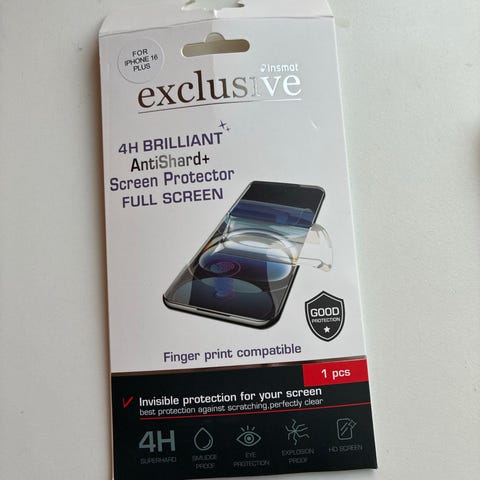 FOR
IPHONE 16
PLUS
insmat
exclusive
4H BRILLIANT
AntiShard+
Screen Protector
FULL SCREEN
GOOD
PROTECTION
Finger print compatible
1 pcs
Invisible protection for your screen
best protection against scratching,perfectly clear
4H
SUPERHARD
SMUDGE
PROOF
EYE
PROTECTION
EXPLOSION
PROOF
HD SCREEN